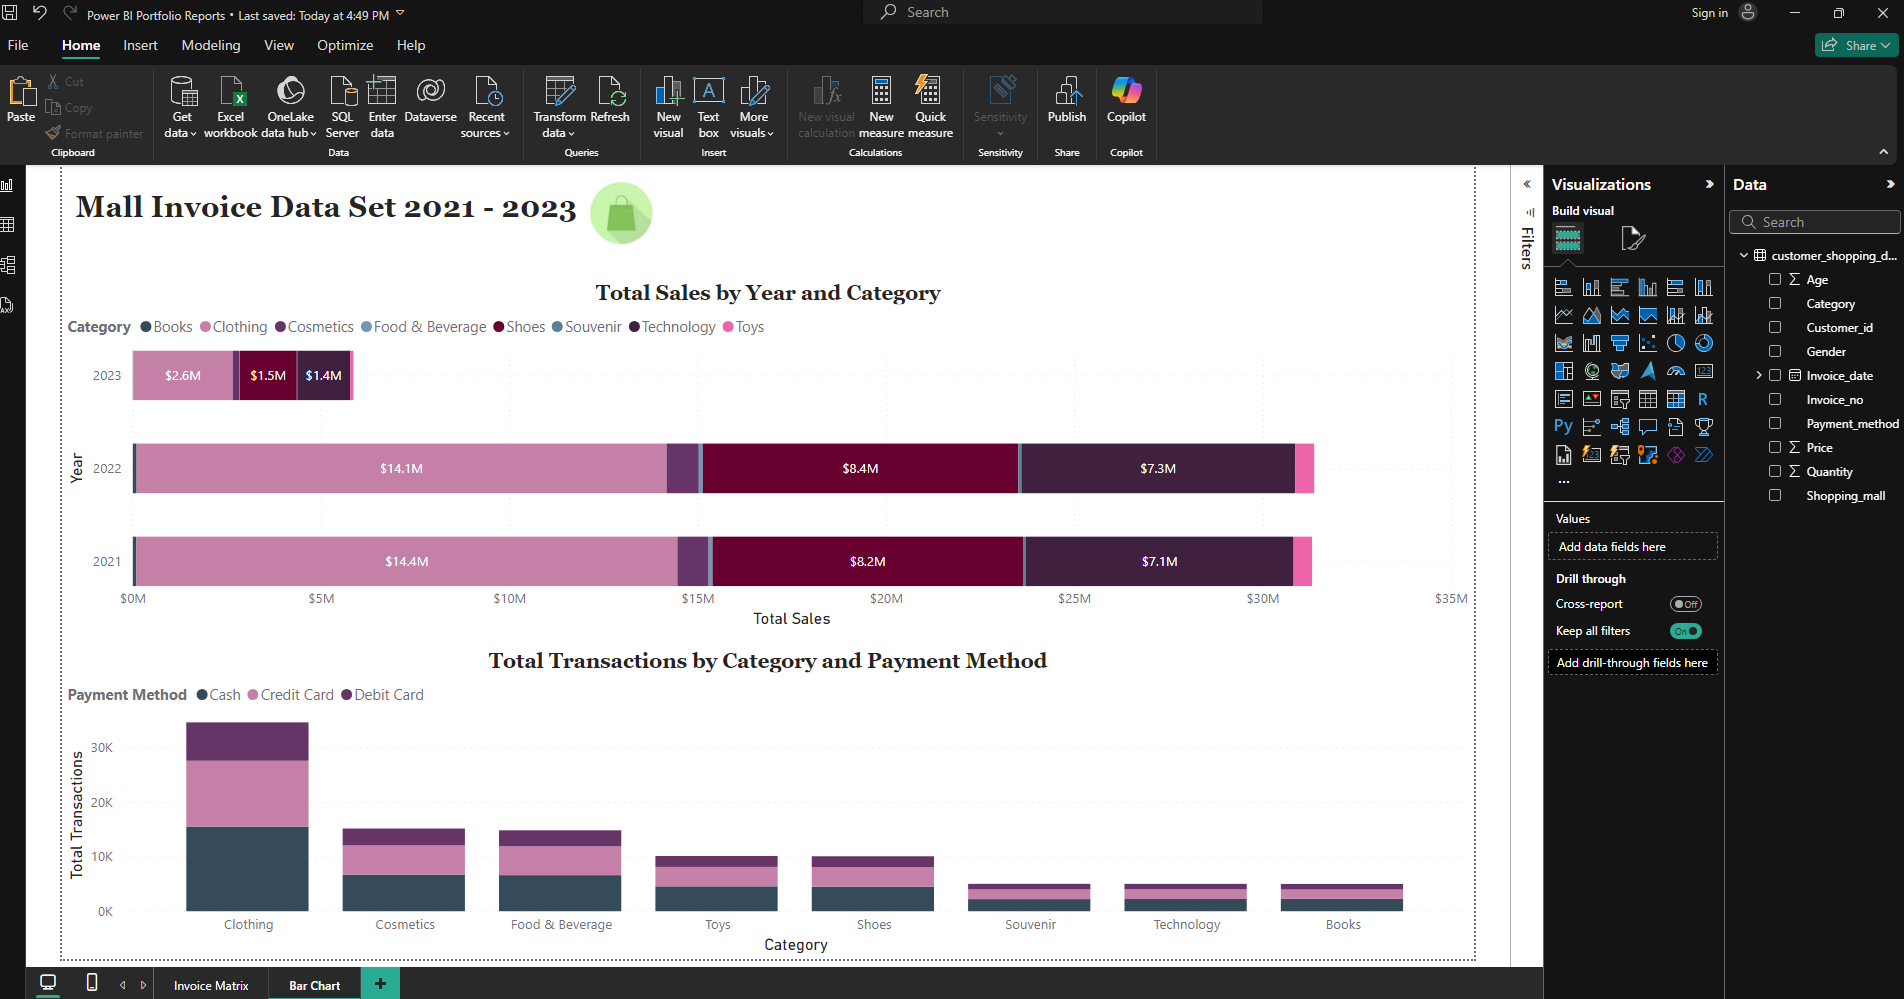 Power BI Portfolio Reports • Last saved: Today at 4:49 PM
Search
Sign in
File Home Insert Modeling View Optimize Help
Share
Paste
Cut
Copy
Format painter
Clipboard
Get data
Excel workbook
OneLake data hub
SQL Server
Enter data
Dataverse
Recent sources
Data
Transform data
Refresh
Queries
New visual
Text box
More visuals
Insert
New visual calculation
New measure
Quick measure
Calculations
Sensitivity
Sensitivity
Publish
Share
Copilot
Copilot
Mall Invoice Data Set 2021 - 2023
Total Sales by Year and Category
Category Books Clothing Cosmetics Food & Beverage Shoes Souvenir Technology Toys
Year
2023 $2.6M $1.5M $1.4M
2022 $14.1M $8.4M $7.3M
2021 $14.4M $8.2M $7.1M
$0M $5M $10M $15M $20M $25M $30M $35M
Total Sales
Total Transactions by Category and Payment Method
Payment Method Cash Credit Card Debit Card
Total Transactions
30K
20K
10K
0K
Clothing Cosmetics Food & Beverage Toys Shoes Souvenir Technology Books
Category
Filters
Visualizations
Build visual
R
Py
123
123
...
Values
Add data fields here
Drill through
Cross-report Off
Keep all filters On
Add drill-through fields here
Data
Search
customer_shopping_d...
Age
Category
Customer_id
Gender
Invoice_date
Invoice_no
Payment_method
Price
Quantity
Shopping_mall
Invoice Matrix
Bar Chart
+